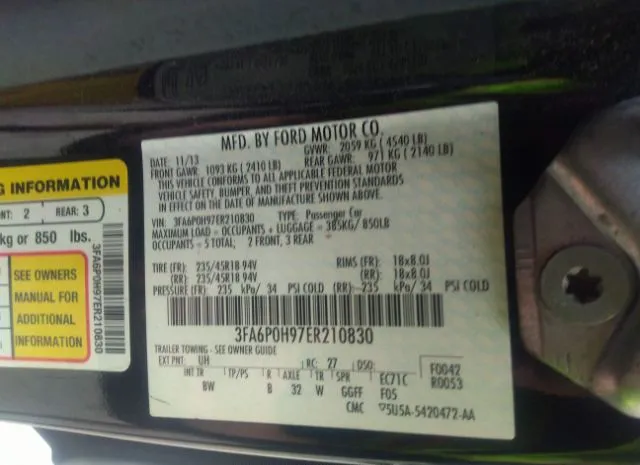 G INFORMATION
NT: 2 REAR: 3
kg or 850 lbs.
SEE OWNERS
MANUAL FOR
ADDITIONAL
INFORMATION
3FA6P0H97ER210830
MFD. BY FORD MOTOR CO.
DATE: 11/13 GVWR: 2059 KG ( 4540 LB)
FRONT GAWR: 1093 KG ( 2410 LB) REAR GAWR: 971 KG ( 2140 LB)
THIS VEHICLE CONFORMS TO ALL APPLICABLE FEDERAL MOTOR
VEHICLE SAFETY, BUMPER, AND THEFT PREVENTION STANDARDS
IN EFFECT ON THE DATE OF MANUFACTURE SHOWN ABOVE.
VIN: 3FA6P0H97ER210830 TYPE: Passenger Car
MAXIMUM LOAD = OCCUPANTS + LUGGAGE = 385KG/ 850LB
OCCUPANTS = 5 TOTAL; 2 FRONT, 3 REAR
TIRE (FR): 235/45R18 94V RIMS (FR): 18x8.0J
(RR): 235/45R18 94V (RR): 18x8.0J
PRESSURE (FR): 235 kPa/ 34 PSI COLD (RR): 235 kPa/ 34 PSI COLD
3FA6P0H97ER210830
TRAILER TOWING - SEE OWNER GUIDE
EXT PNT: UH RC: 27 DSO: F0042
R0053
INT TR TP/PS R AXLE TR SPR EC71C
BW B 32 W GGFF F05
CMC 5U5A-5420472-AA